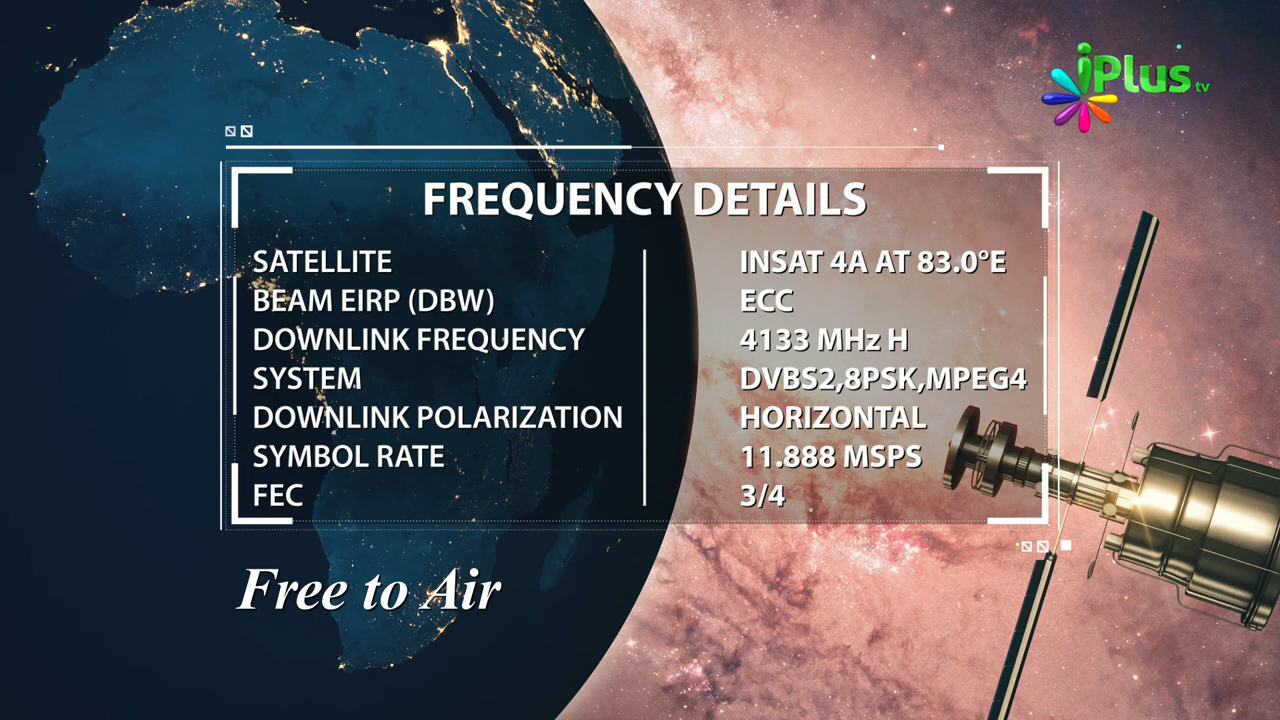 iPlus tv
FREQUENCY DETAILS
SATELLITE INSAT 4A AT 83.0°E
BEAM EIRP (DBW) ECC
DOWNLINK FREQUENCY 4133 MHz H
SYSTEM DVBS2,8PSK,MPEG4
DOWNLINK POLARIZATION HORIZONTAL
SYMBOL RATE 11.888 MSPS
FEC 3/4
Free to Air